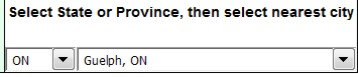 Select State or Province, then select nearest city
ON Guelph, ON